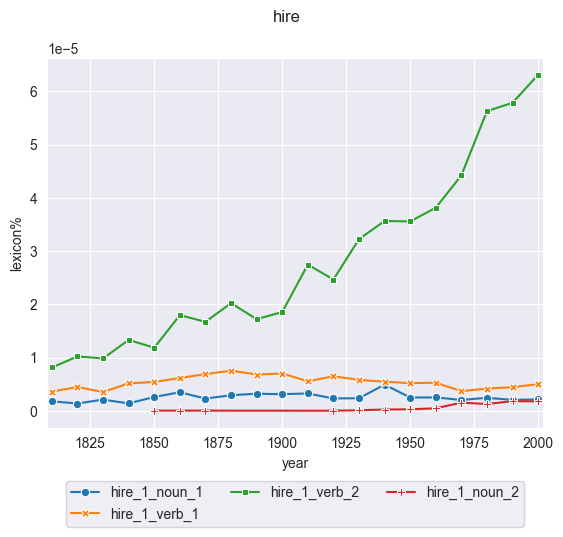 hire
1e−5
6
5
4
3
2
1
0
lexicon%
1825 1850 1875 1900 1925 1950 1975 2000
year
hire_1_noun_1 hire_1_verb_2 hire_1_noun_2
hire_1_verb_1